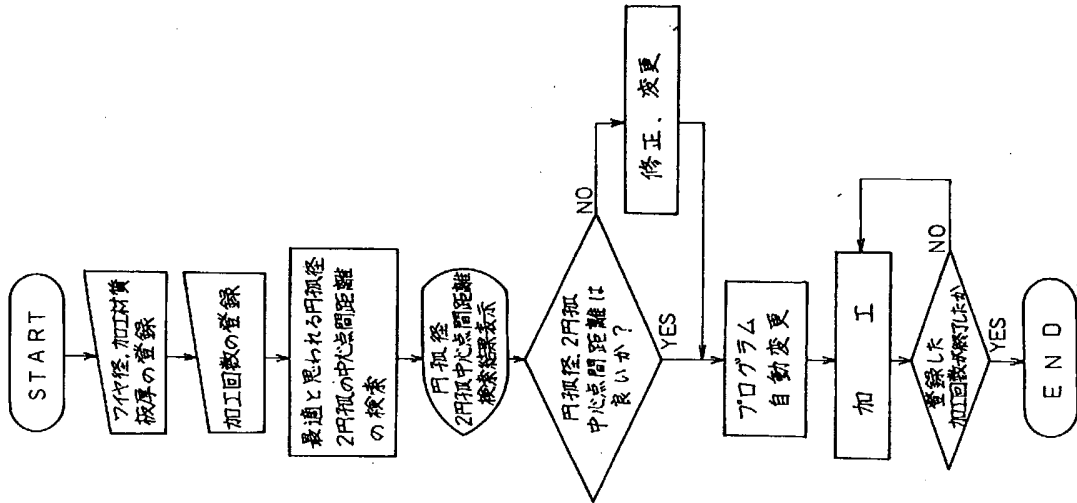 START
ワイヤ径、加工材質
板厚の登録
加工回数の登録
最適と思われる円弧径
2円弧の中心点間距離
の検索
円弧径
2円弧中心点間距離
検索結果表示
円弧径、2円弧
中心点間距離は
良いか?
NO
修正、変更
YES
プログラム
自動変更
加工
登録した
加工回数が終了したか
NO
YES
END